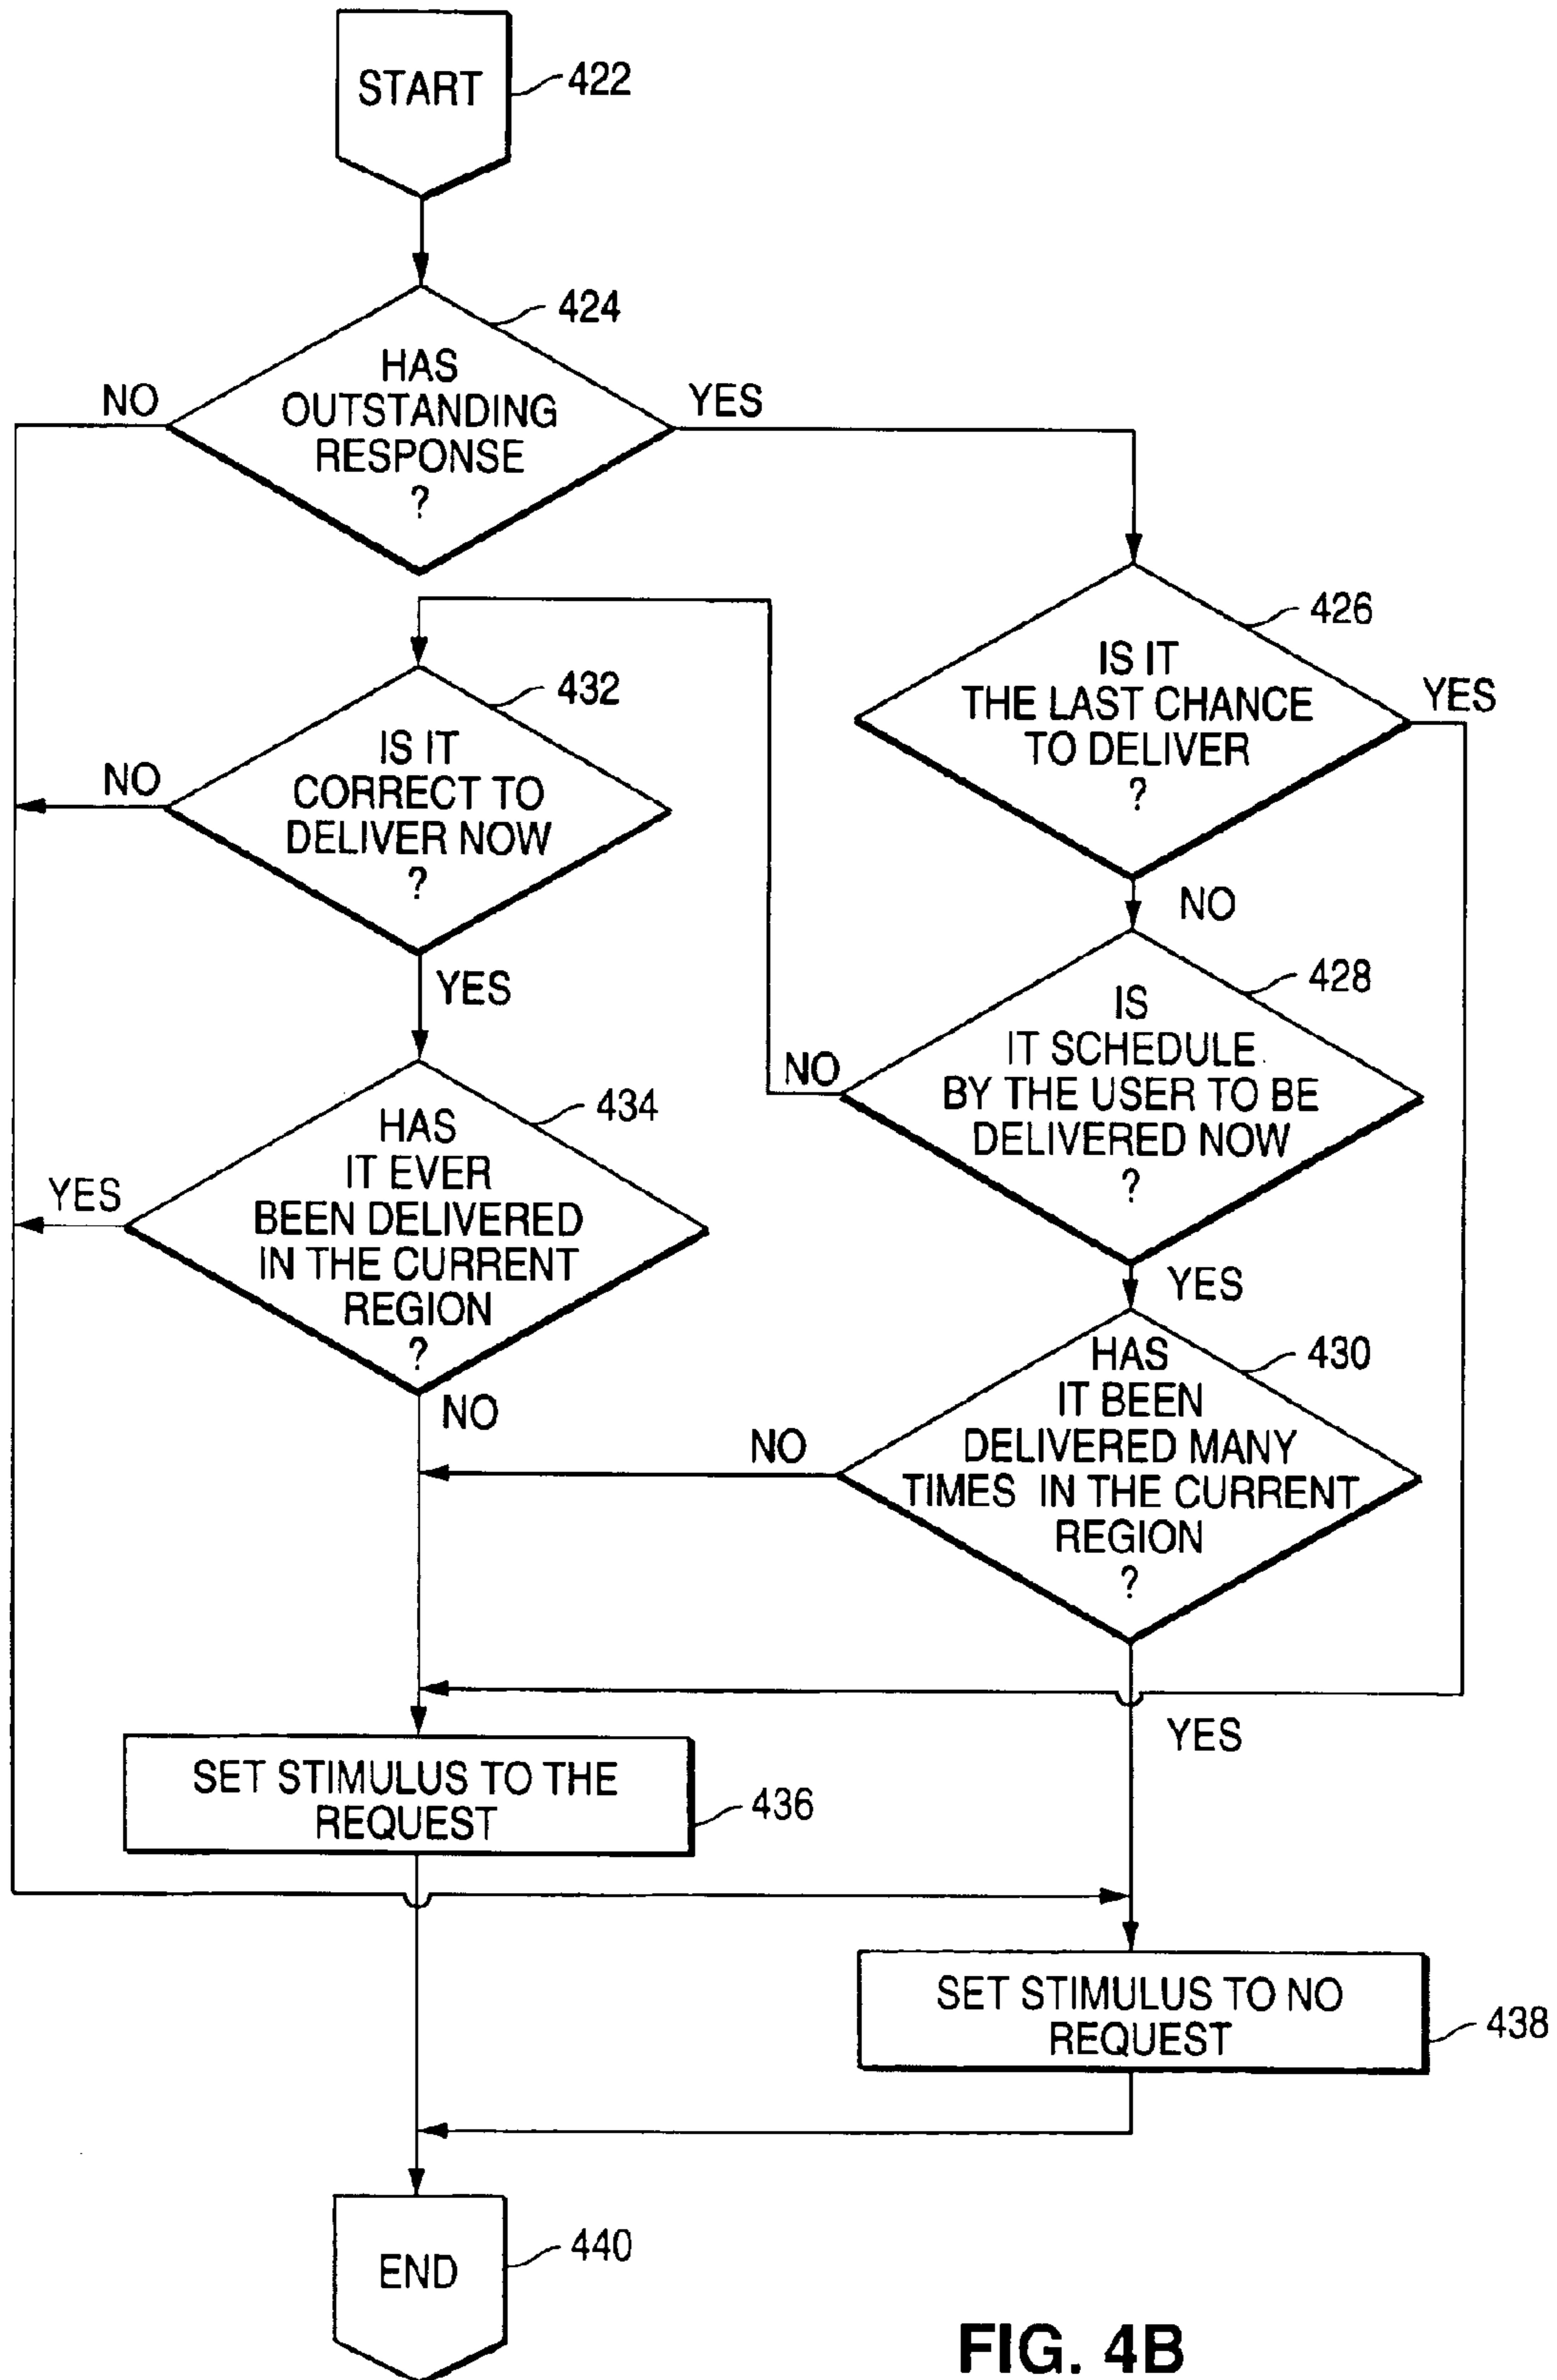 START
422
424
HAS
OUTSTANDING
RESPONSE
?
NO
YES
426
IS IT
THE LAST CHANCE
TO DELIVER
?
YES
NO
432
IS IT
CORRECT TO
DELIVER NOW
?
NO
YES
428
IS
IT SCHEDULE
BY THE USER TO BE
DELIVERED NOW
?
NO
YES
434
HAS
IT EVER
BEEN DELIVERED
IN THE CURRENT
REGION
?
YES
NO
430
HAS
IT BEEN
DELIVERED MANY
TIMES IN THE CURRENT
REGION
?
NO
YES
SET STIMULUS TO THE
REQUEST
436
SET STIMULUS TO NO
REQUEST
438
END
440
FIG. 4B